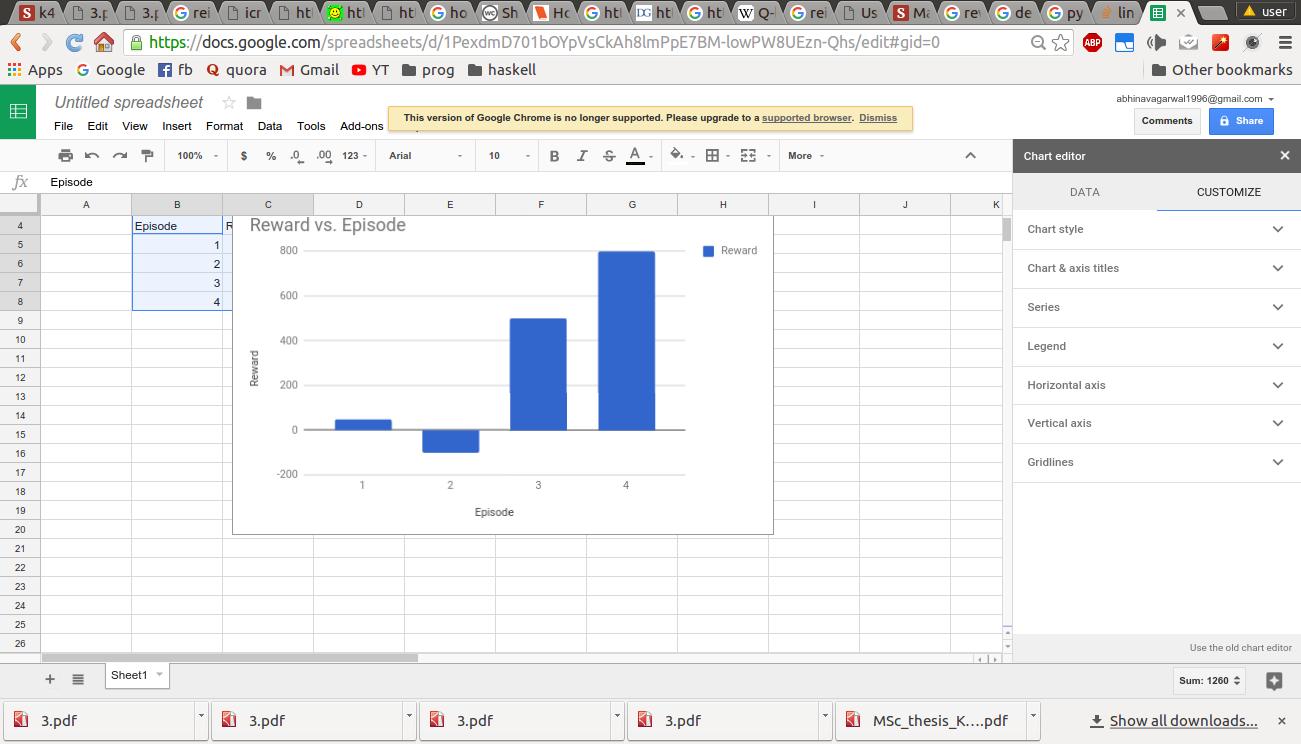 k4 3.p 3.p rei icr htt htt htt ho Sh Ho htt htt Q- rei Us Ma re de py lin user
https://docs.google.com/spreadsheets/d/1PexdmD701bOYpVsCkAh8lmPpE7BM-lowPW8UEzn-Qhs/edit#gid=0
Apps Google fb quora Gmail YT prog haskell Other bookmarks
Untitled spreadsheet
abhinavagarwal1996@gmail.com
This version of Google Chrome is no longer supported. Please upgrade to a supported browser. Dismiss
File Edit View Insert Format Data Tools Add-ons
Comments Share
100% $ % .0 .00 123 Arial 10 B I S A More
Chart editor
fx Episode
DATA CUSTOMIZE
A B C D E F G H I J K
4 Episode R
5 1
6 2
7 3
8 4
9
10
11
12
13
14
15
16
17
18
19
20
21
22
23
24
25
26
Reward vs. Episode
Reward
800
600
400
200
0
-200
Reward
1 2 3 4
Episode
Chart style
Chart & axis titles
Series
Legend
Horizontal axis
Vertical axis
Gridlines
Use the old chart editor
Sheet1
Sum: 1260
3.pdf 3.pdf 3.pdf 3.pdf MSc_thesis_K....pdf Show all downloads...